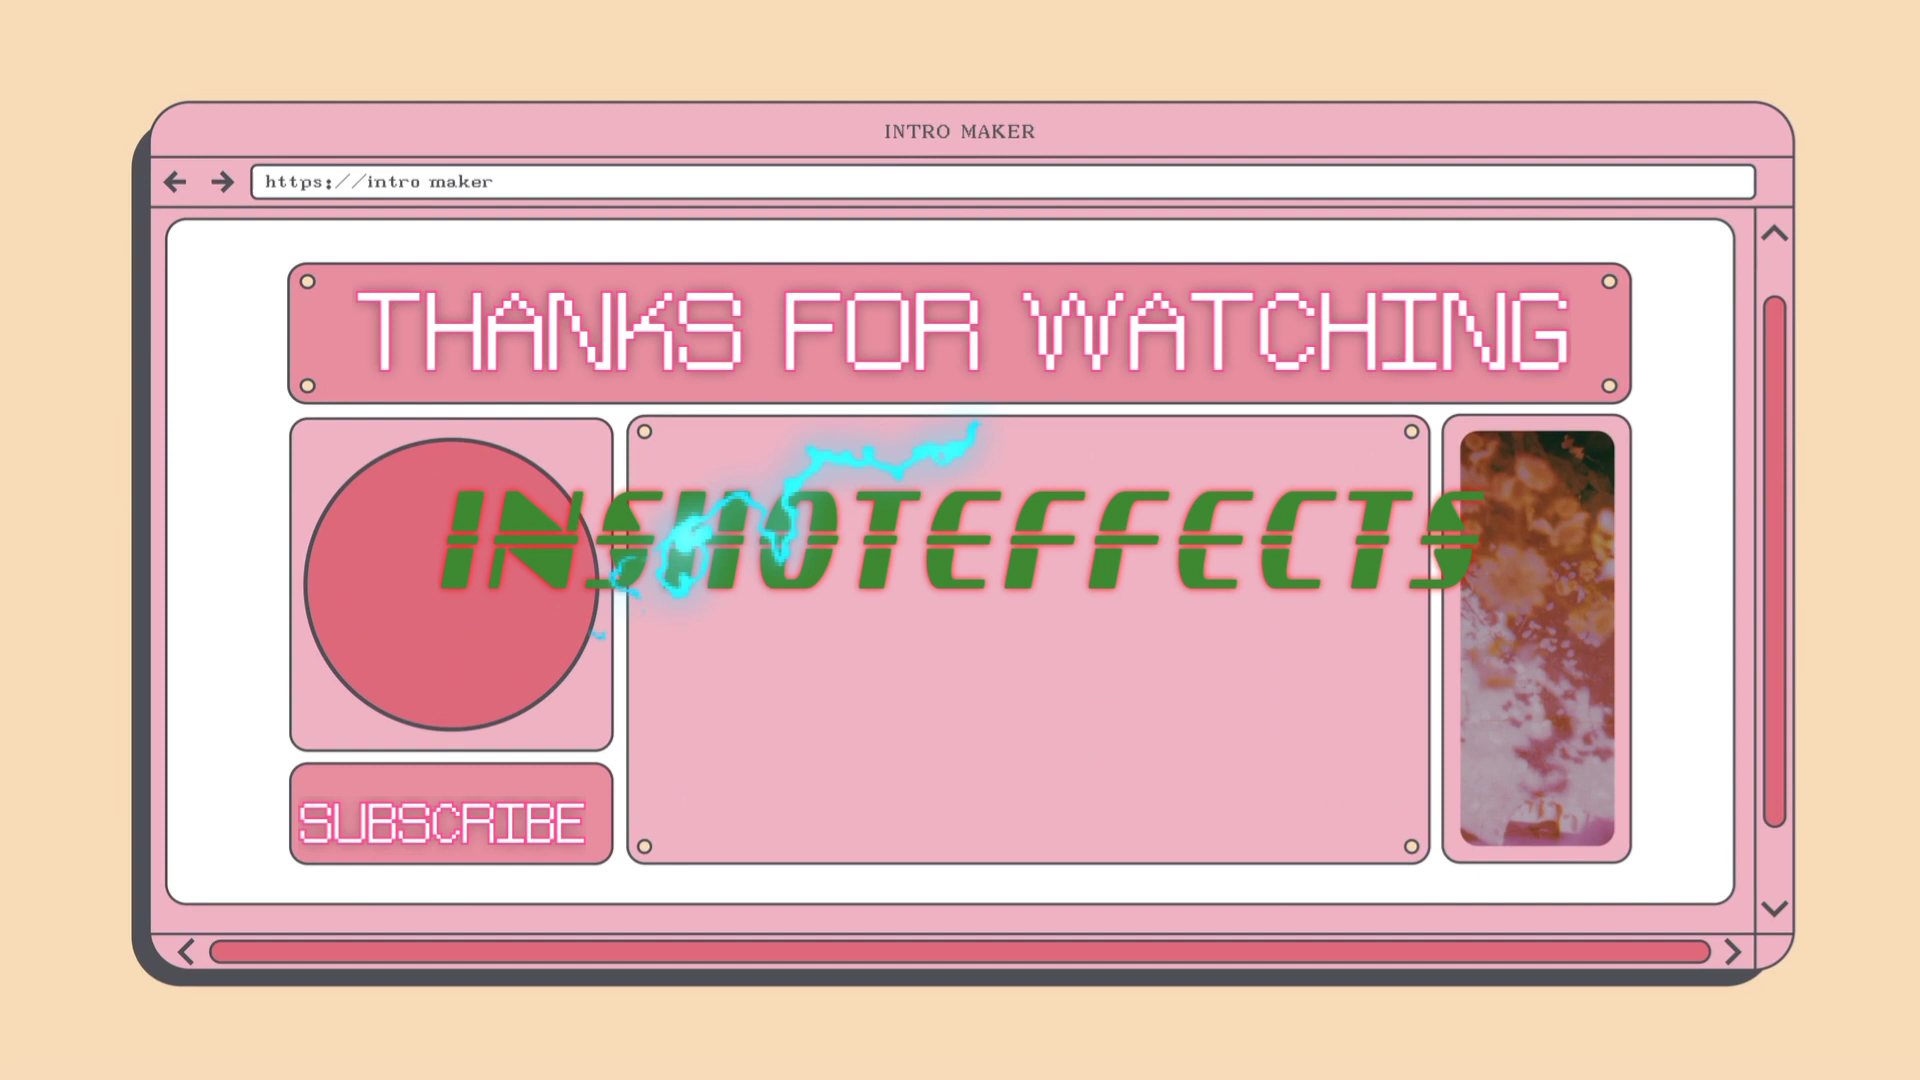 INTRO MAKER
https://intro maker
THANKS FOR WATCHING
INSHOTEFFECTS
SUBSCRIBE